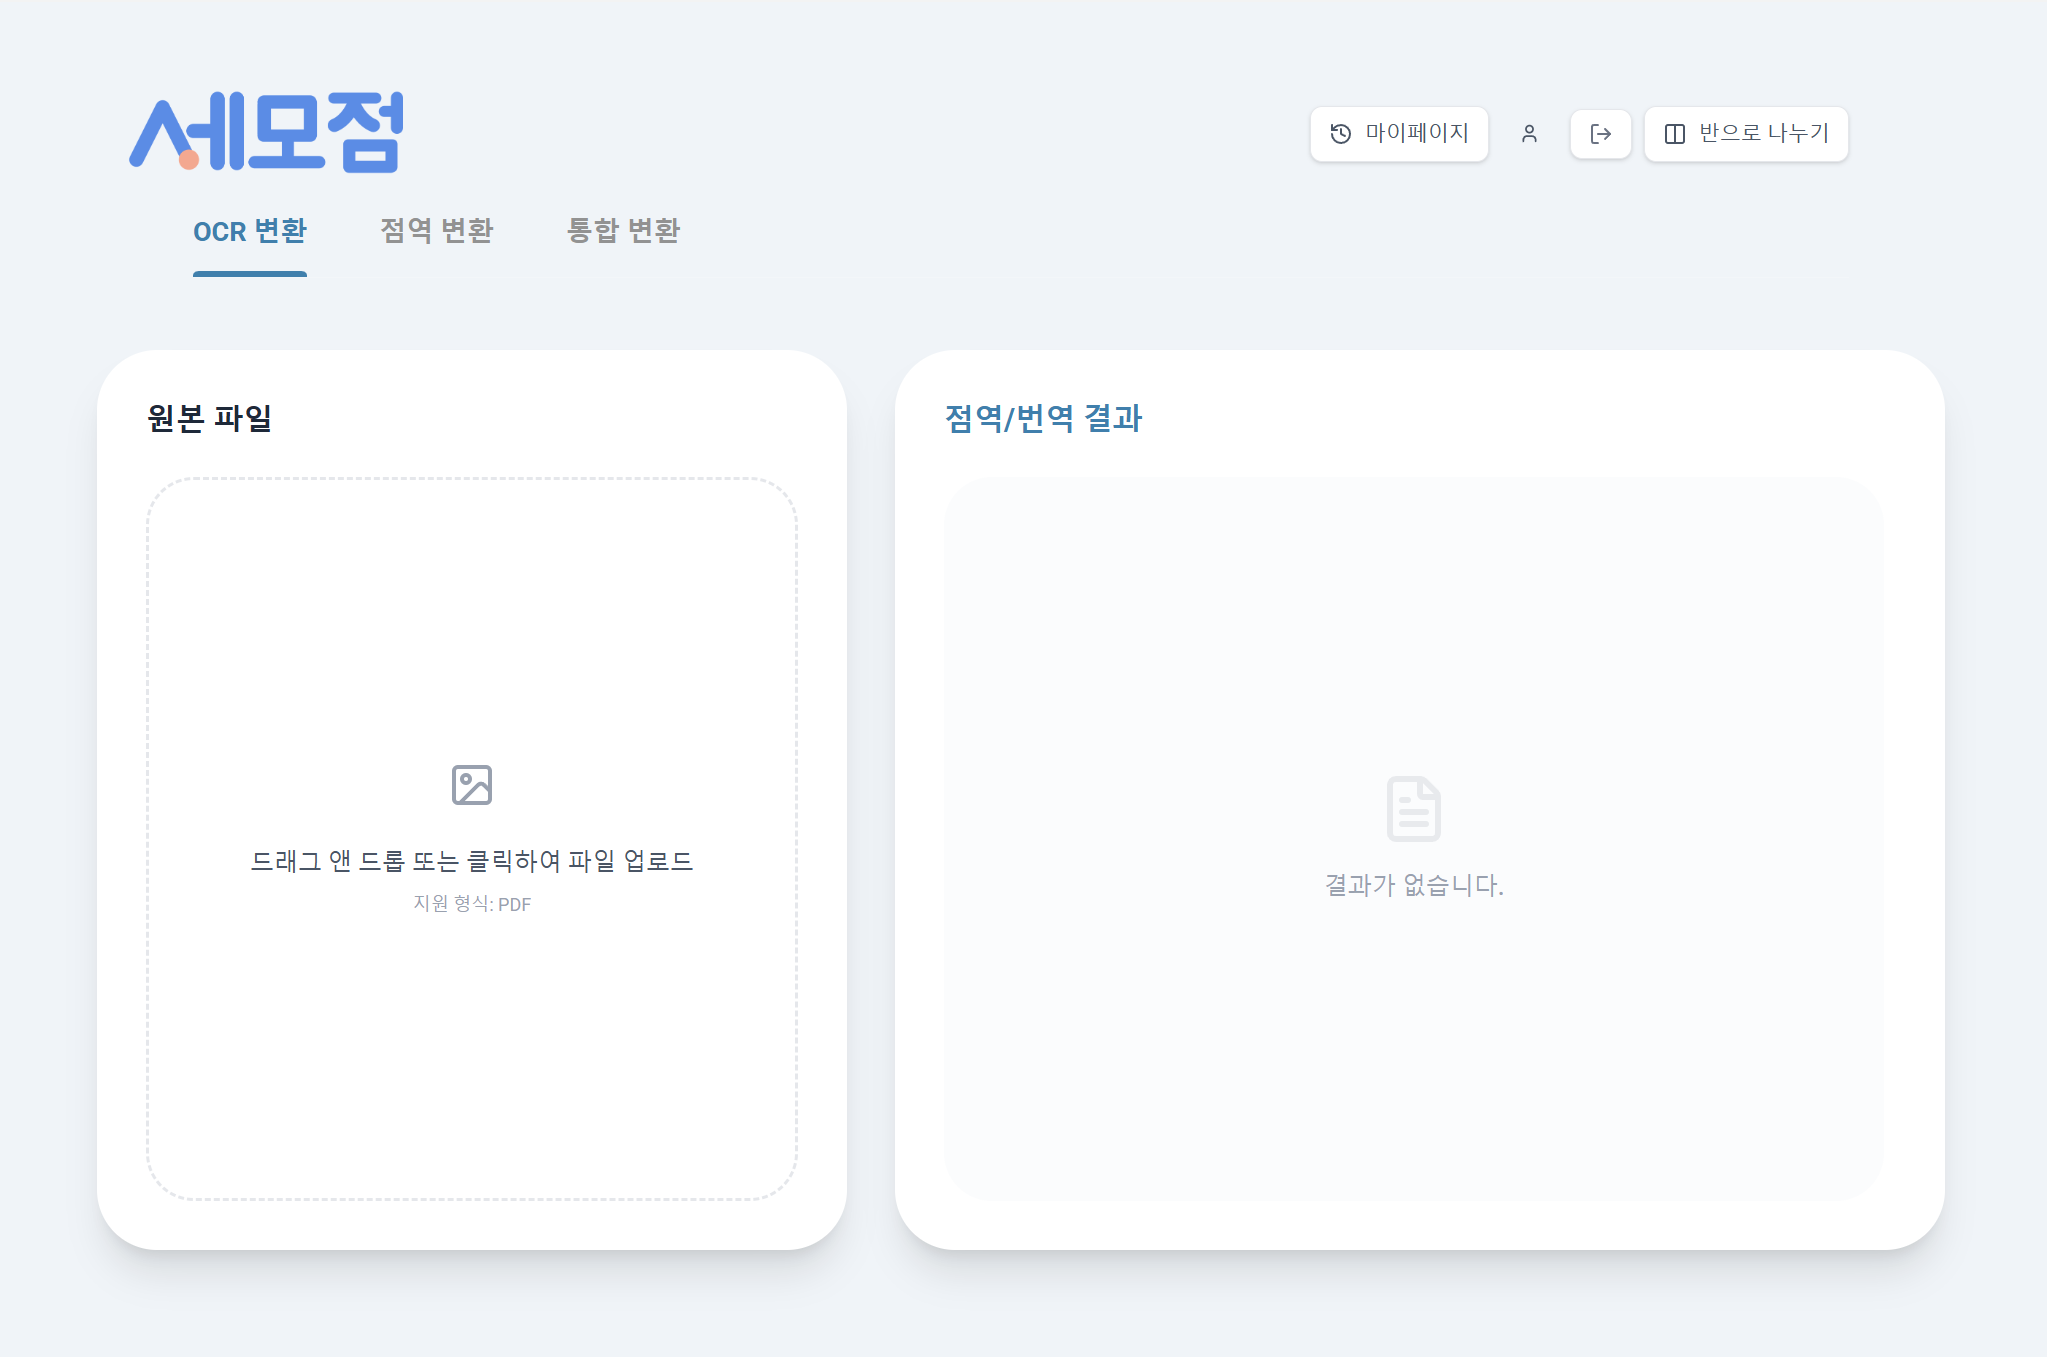 세모점
마이페이지
반으로 나누기
OCR 변환
점역 변환
통합 변환
원본 파일
드래그 앤 드롭 또는 클릭하여 파일 업로드
지원 형식: PDF
점역/번역 결과
결과가 없습니다.